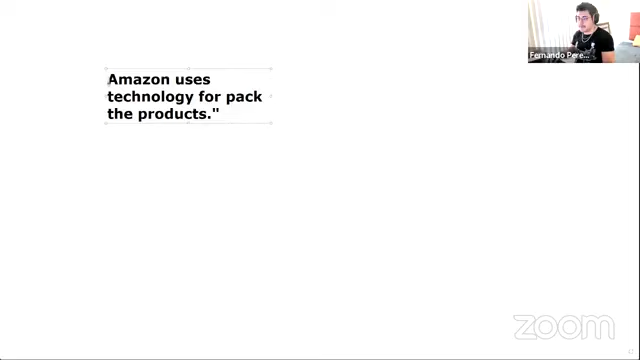 Fernando Pere...
Amazon uses
technology for pack
the products."
zoom